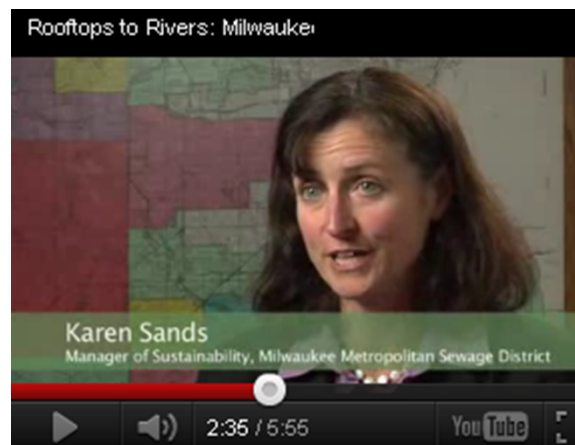 Rooftops to Rivers: Milwauke
Karen Sands
Manager of Sustainability, Milwaukee Metropolitan Sewage District
2:35 / 5:55
YouTube